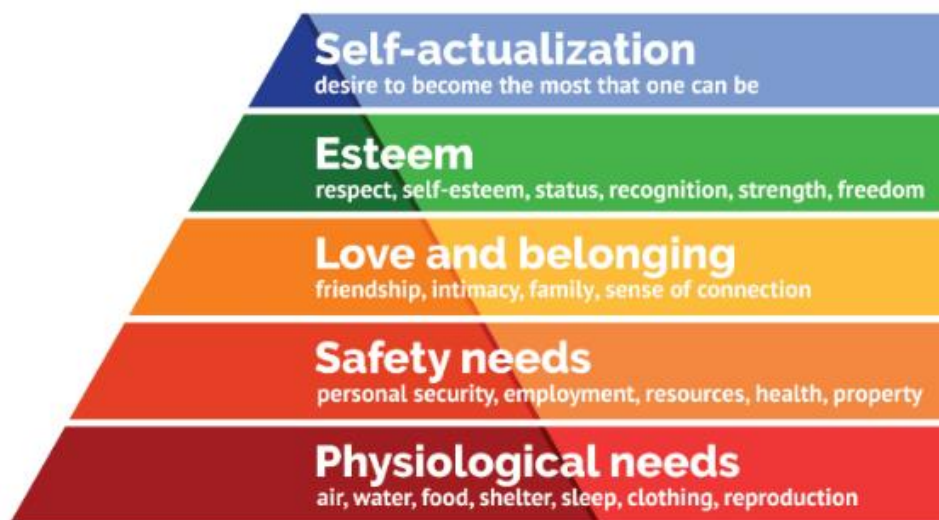 Self-actualization
desire to become the most that one can be
Esteem
respect, self-esteem, status, recognition, strength, freedom
Love and belonging
friendship, intimacy, family, sense of connection
Safety needs
personal security, employment, resources, health, property
Physiological needs
air, water, food, shelter, sleep, clothing, reproduction